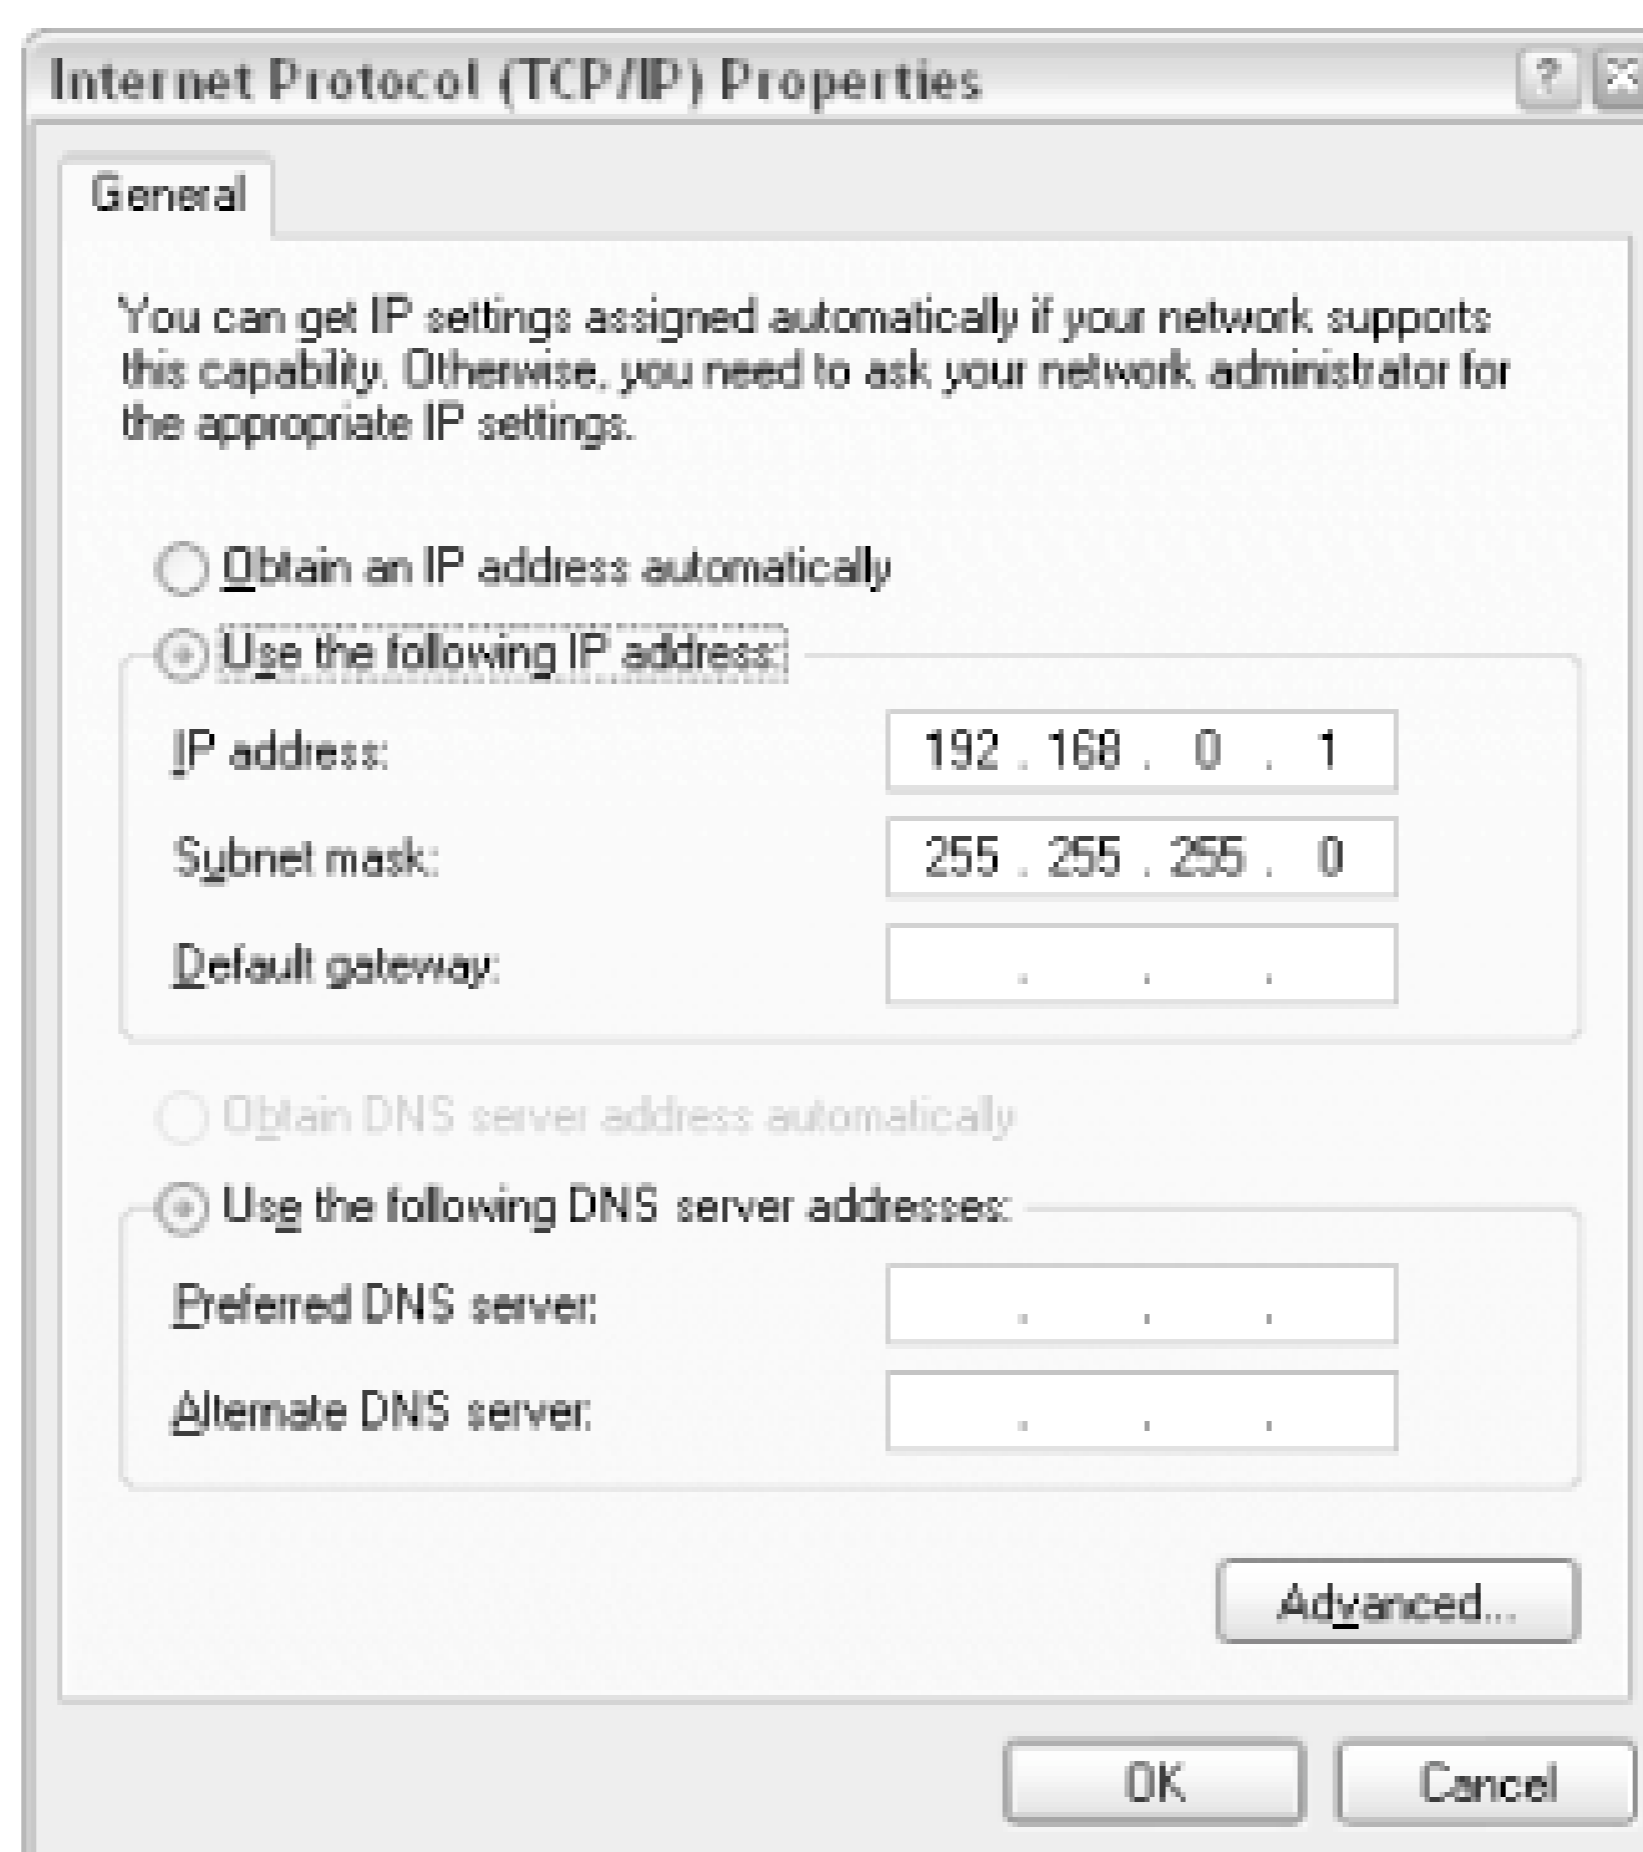 Internet Protocol (TCP/IP) Properties
?
General
You can get IP settings assigned automatically if your network supports
this capability. Otherwise, you need to ask your network administrator for
the appropriate IP settings.
Obtain an IP address automatically
Use the following IP address:
IP address: 192 . 168 . 0 . 1
Subnet mask: 255 . 255 . 255 . 0
Default gateway: . . .
Obtain DNS server address automatically
Use the following DNS server addresses:
Preferred DNS server: . . .
Alternate DNS server: . . .
Advanced...
OK Cancel